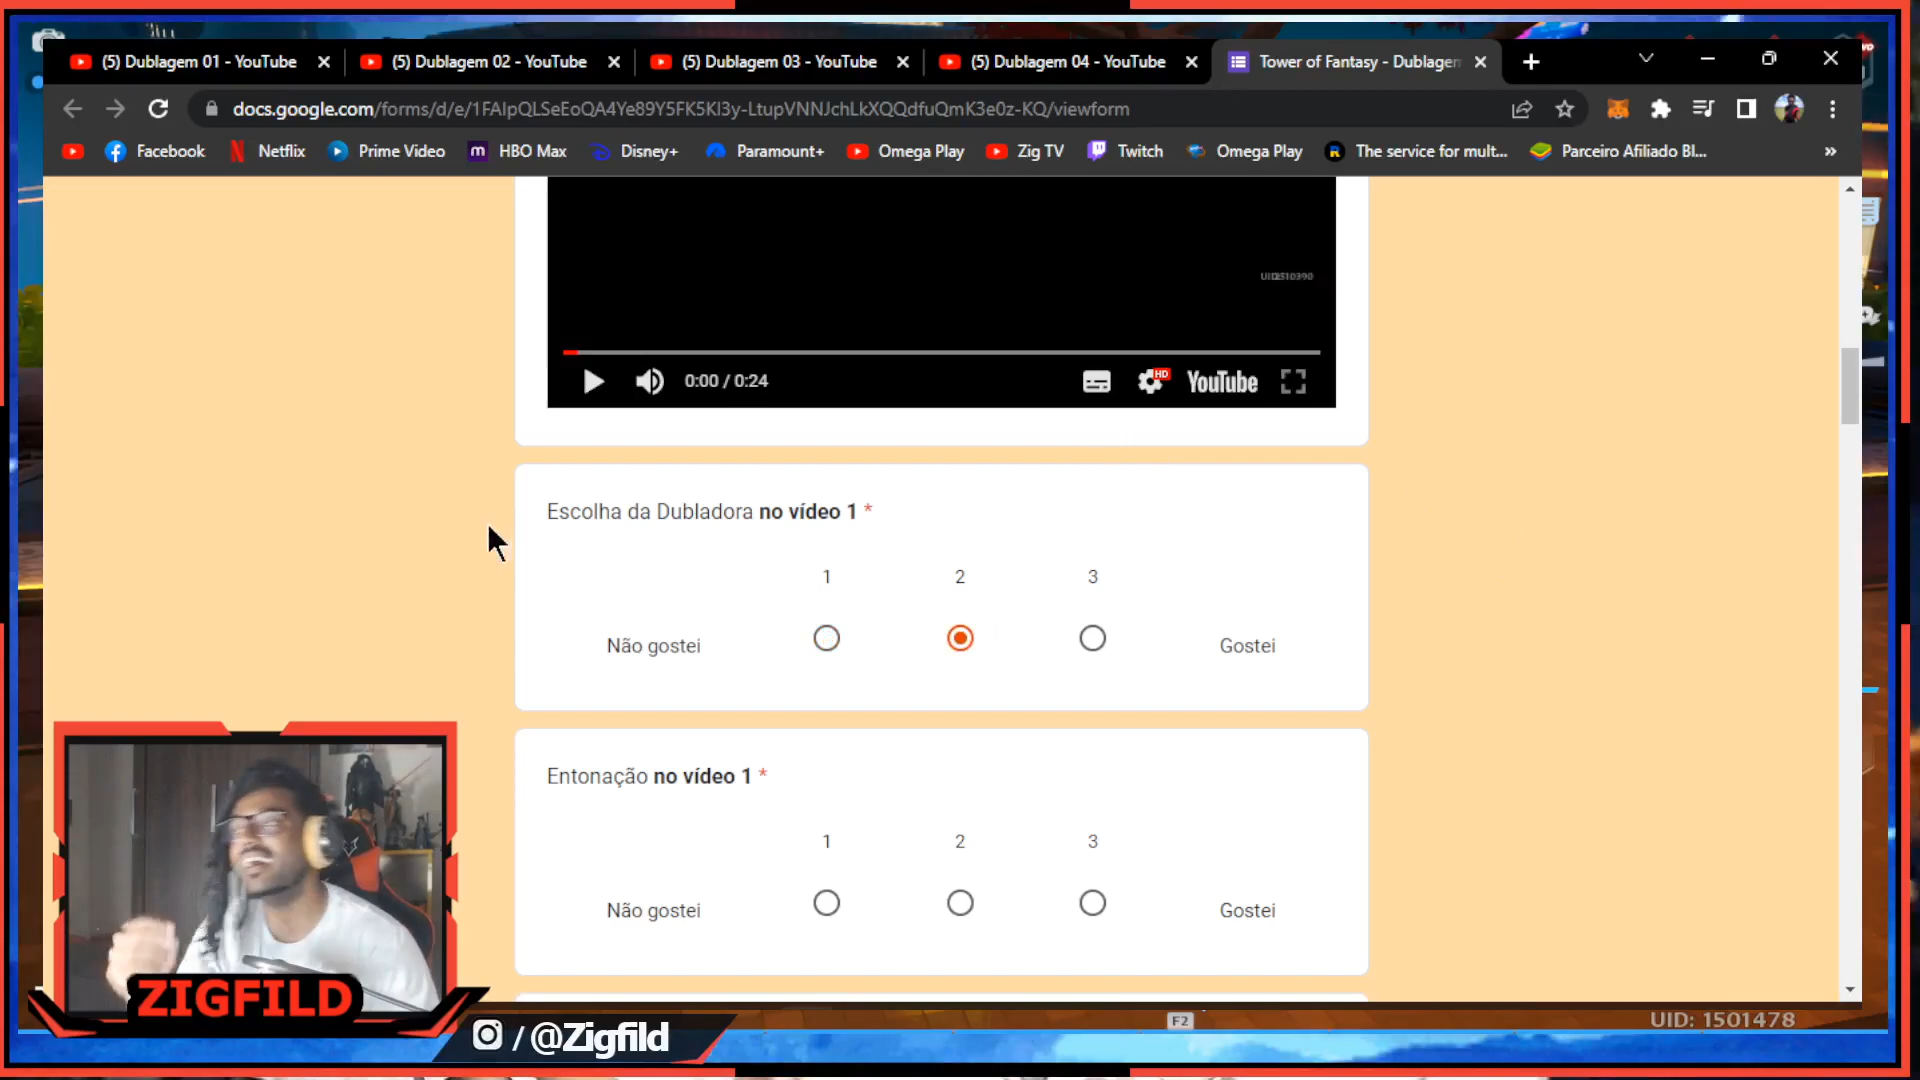 (5) Dublagem 01 - YouTube
(5) Dublagem 02 - YouTube
(5) Dublagem 03 - YouTube
(5) Dublagem 04 - YouTube
Tower of Fantasy - Dublagem
docs.google.com/forms/d/e/1FAIpQLSeEoQA4Ye89Y5FK5Kl3y-LtupVNNJchLkXQQdfuQmK3e0z-KQ/viewform
Facebook
Netflix
Prime Video
m HBO Max
Disney+
Paramount+
Omega Play
Zig TV
Twitch
Omega Play
R The service for mult...
Parceiro Afiliado Bl...
0:00 / 0:24
HD
YouTube
Escolha da Dubladora no vídeo 1 *
1 2 3
Não gostei
Gostei
Entonação no vídeo 1 *
1 2 3
Não gostei
Gostei
ZIGFILD
/ @Zigfild
F2
UID: 1501478